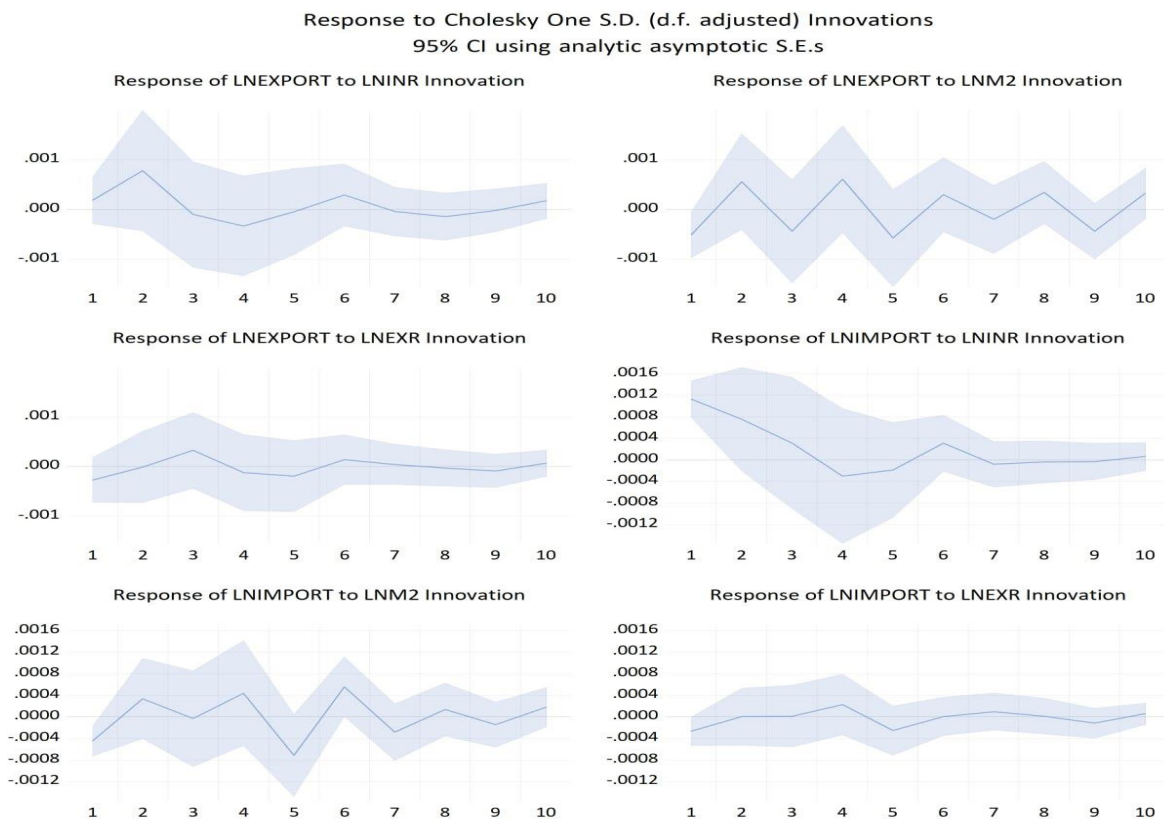 Response to Cholesky One S.D. (d.f. adjusted) Innovations
95% CI using analytic asymptotic S.E.s
Response of LNEXPORT to LNINR Innovation
.001
.000
-.001
1 2 3 4 5 6 7 8 9 10
Response of LNEXPORT to LNM2 Innovation
.001
.000
-.001
1 2 3 4 5 6 7 8 9 10
Response of LNEXPORT to LNEXR Innovation
.001
.000
-.001
1 2 3 4 5 6 7 8 9 10
Response of LNIMPORT to LNINR Innovation
.0016
.0012
.0008
.0004
.0000
-.0004
-.0008
-.0012
1 2 3 4 5 6 7 8 9 10
Response of LNIMPORT to LNM2 Innovation
.0016
.0012
.0008
.0004
.0000
-.0004
-.0008
-.0012
1 2 3 4 5 6 7 8 9 10
Response of LNIMPORT to LNEXR Innovation
.0016
.0012
.0008
.0004
.0000
-.0004
-.0008
-.0012
1 2 3 4 5 6 7 8 9 10